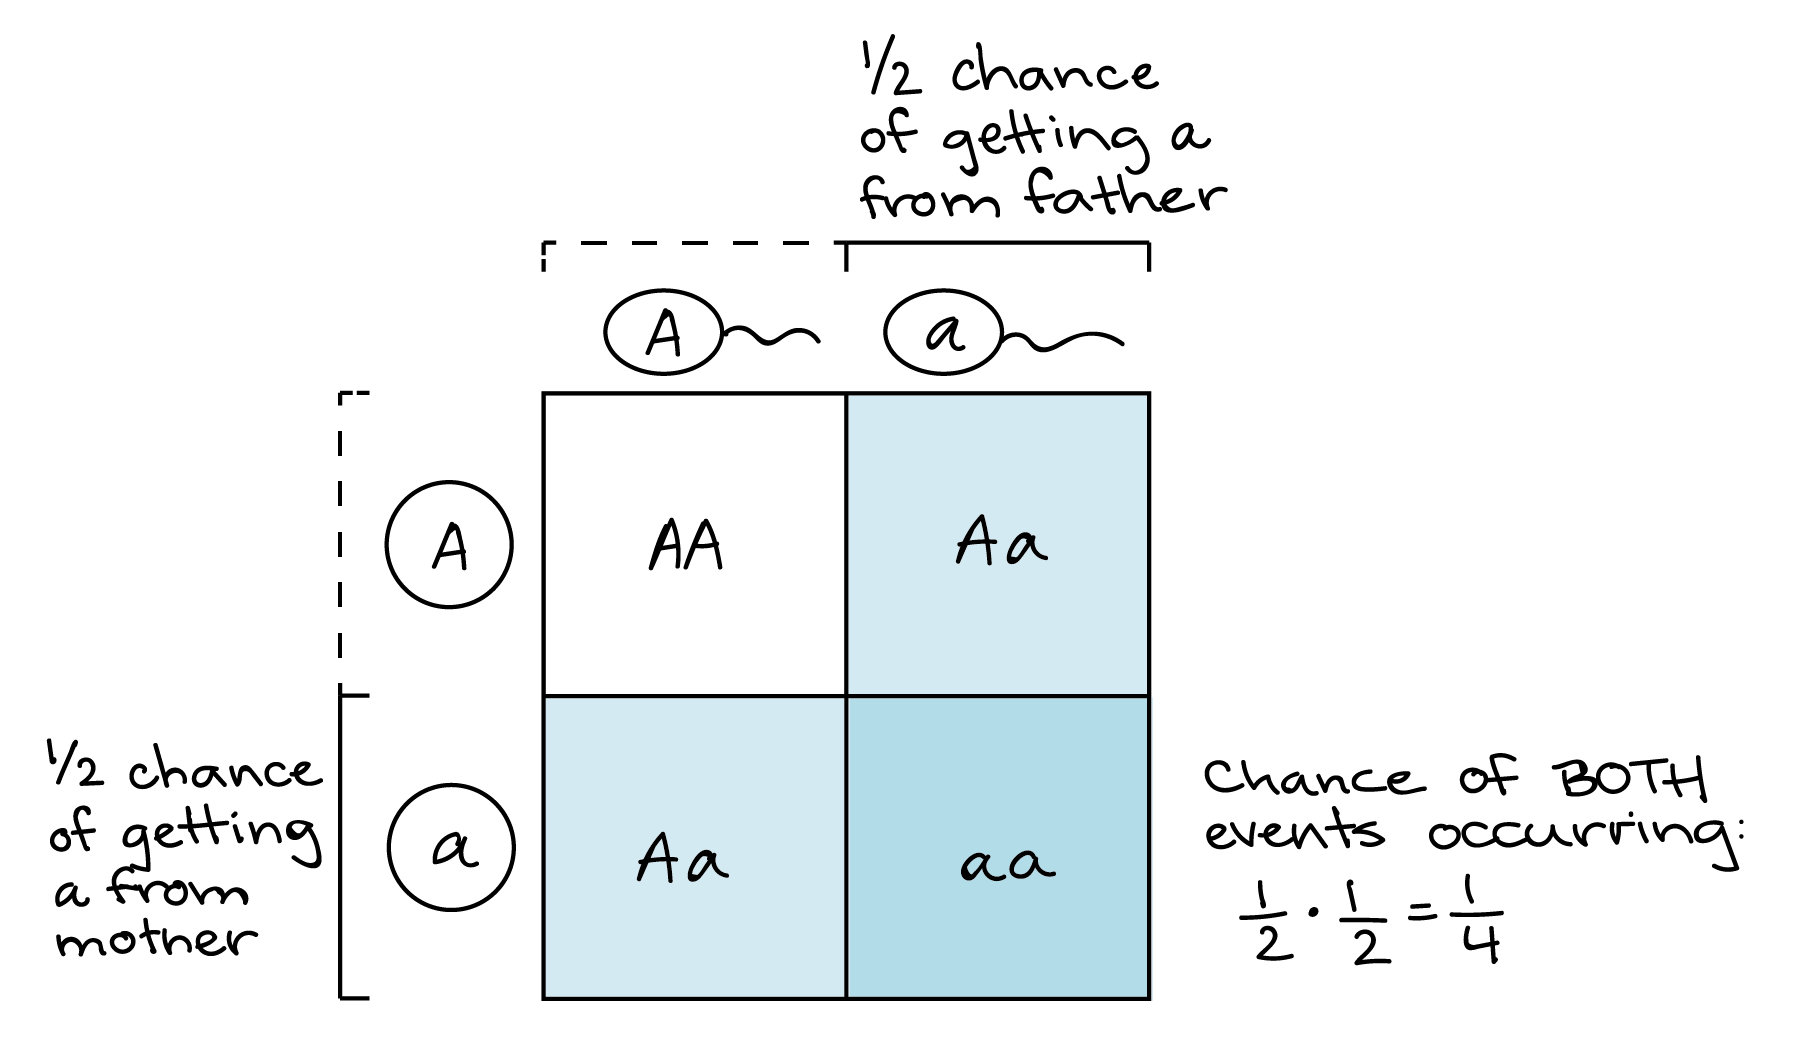 1/2 chance
of getting a
from father
A
a
A
AA
Aa
1/2 chance
of getting
a from
mother
a
Aa
aa
Chance of BOTH
events occurring:
1/2 · 1/2 = 1/4